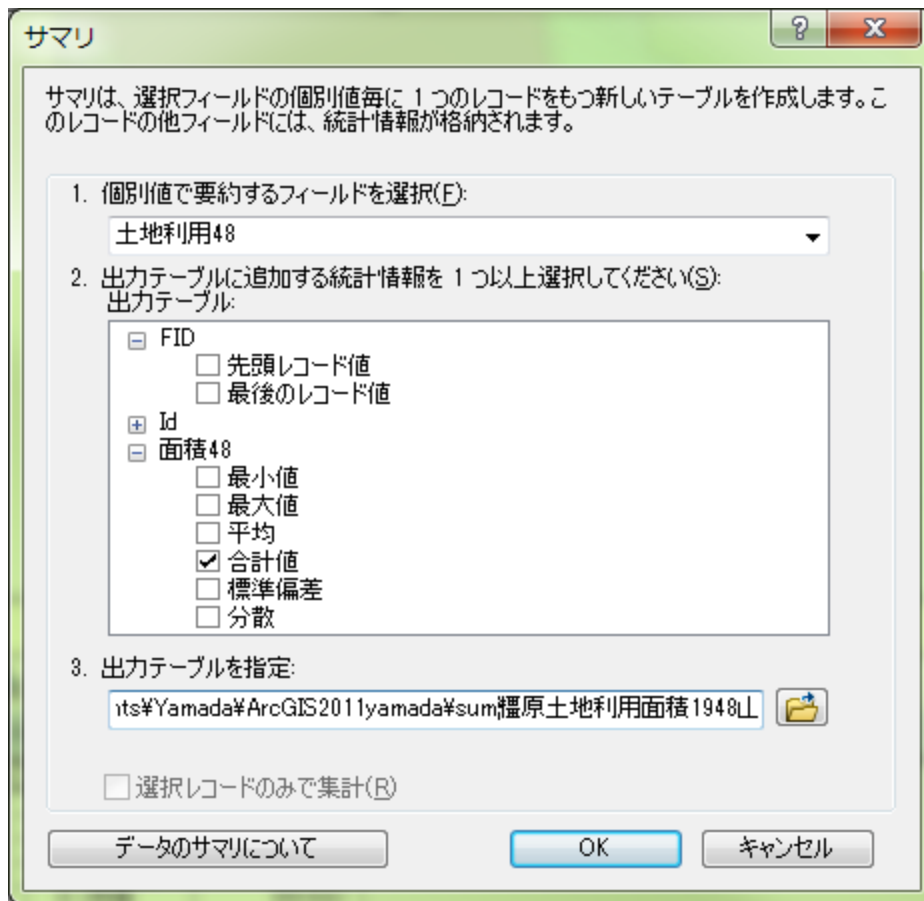 サマリ
サマリは、選択フィールドの個別値毎に 1 つのレコードをもつ新しいテーブルを作成します。こ
のレコードの他フィールドには、統計情報が格納されます。
1. 個別値で要約するフィールドを選択(F):
土地利用48
2. 出力テーブルに追加する統計情報を 1 つ以上選択してください(S):
出力テーブル:
FID
先頭レコード値
最後のレコード値
Id
面積48
最小値
最大値
平均
合計値
標準偏差
分散
3. 出力テーブルを指定:
nts¥Yamada¥ArcGIS2011yamada¥sum橿原土地利用面積1948山
選択レコードのみで集計(R)
データのサマリについて
OK
キャンセル